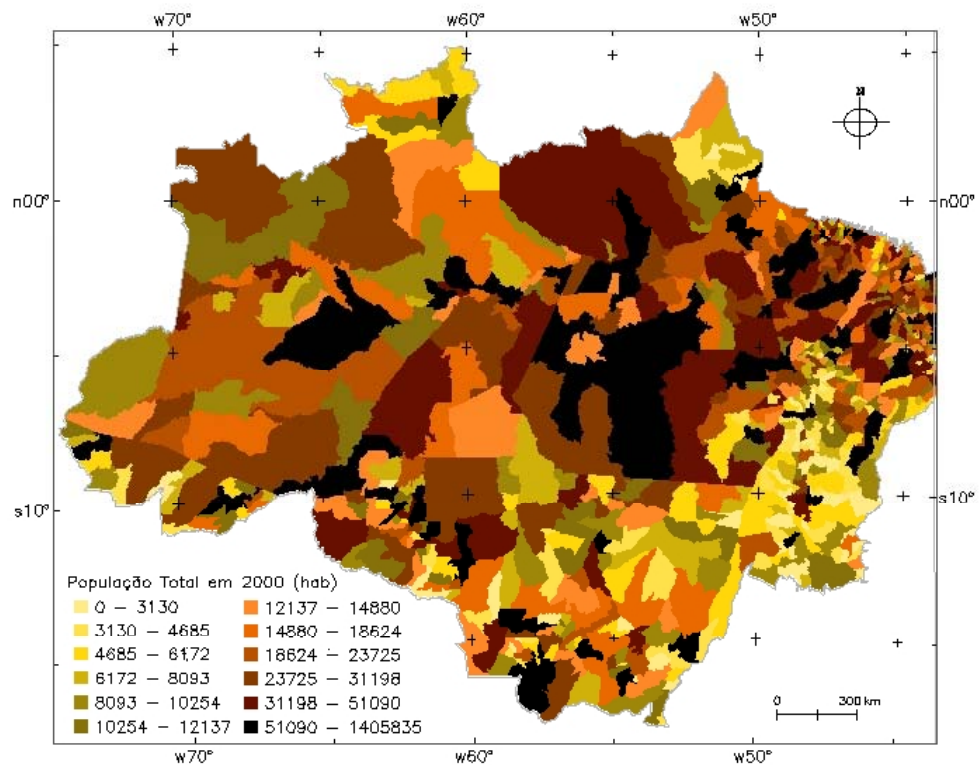 w70° w60° w50°
N
n00° n00°
s10° s10°
População Total em 2000 (hab)
0 – 3130 12137 – 14880
3130 – 4685 14880 – 18624
4685 – 6172 18624 – 23725
6172 – 8093 23725 – 31198
8093 – 10254 31198 – 51090
10254 – 12137 51090 – 1405835
0 300 km
w70° w60° w50°